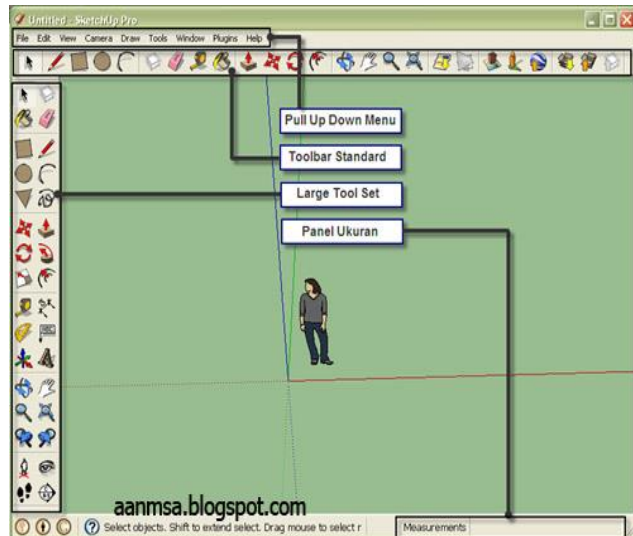 Untitled - SketchUp Pro
File Edit View Camera Draw Tools Window Plugins Help
Pull Up Down Menu
Toolbar Standard
Large Tool Set
Panel Ukuran
aanmsa.blogspot.com
Select objects. Shift to extend select. Drag mouse to select r
Measurements